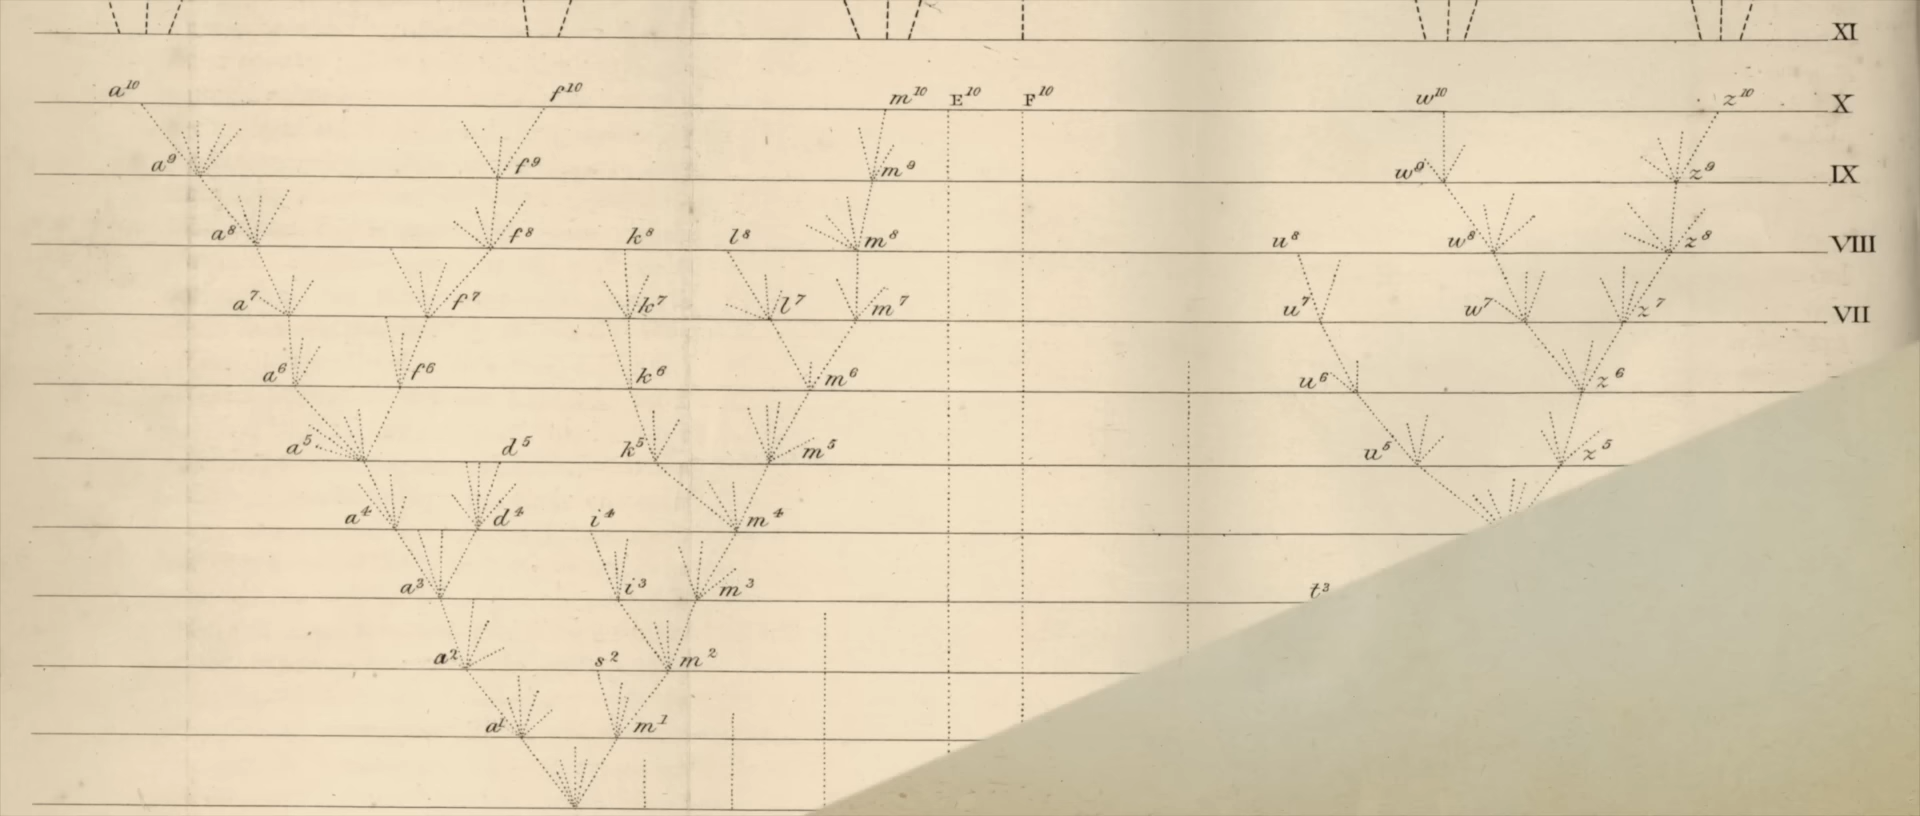 XI
a10 f10 m10 E10 F10 w10 z10 X
a9 f9 m9 w9 z9 IX
a8 f8 k8 l8 m8 u8 w8 z8 VIII
a7 f7 k7 l7 m7 u7 w7 z7 VII
a6 f6 k6 m6 u6 z6
a5 d5 k5 m5 u5 z5
a4 d4 i4 m4
a3 i3 m3 t3
a2 s2 m2
a1 m1